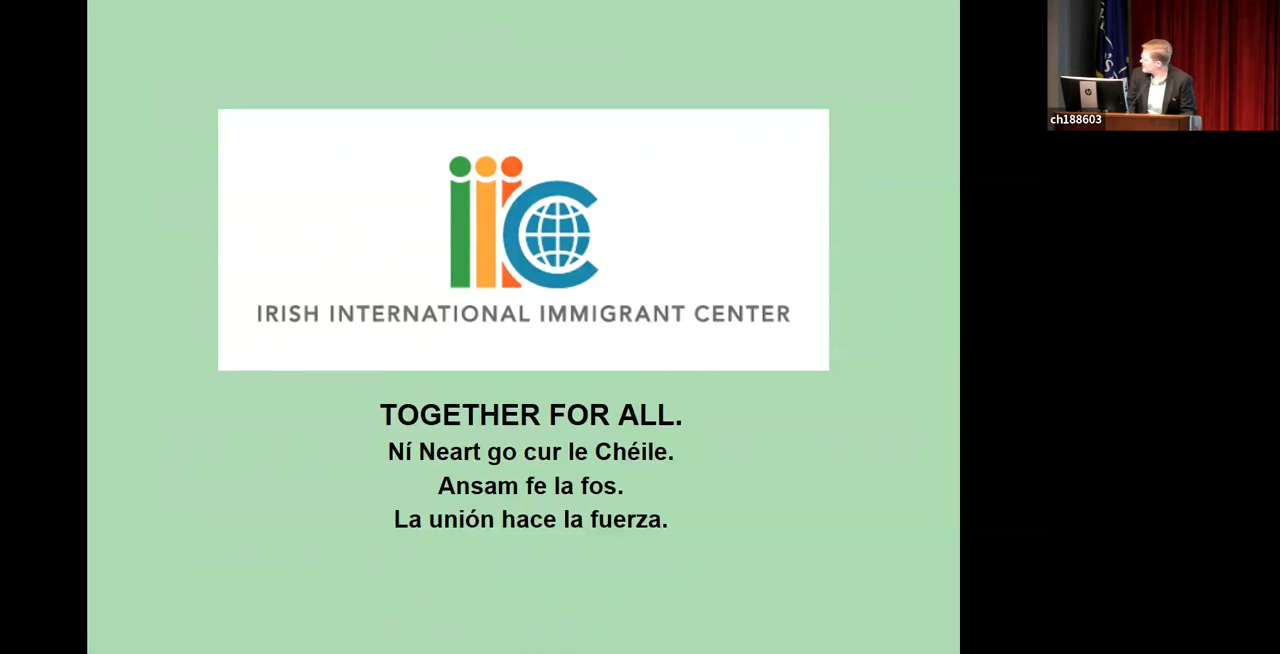 iiic
IRISH INTERNATIONAL IMMIGRANT CENTER
TOGETHER FOR ALL.
Ní Neart go cur le Chéile.
Ansam fe la fos.
La unión hace la fuerza.
ch188603